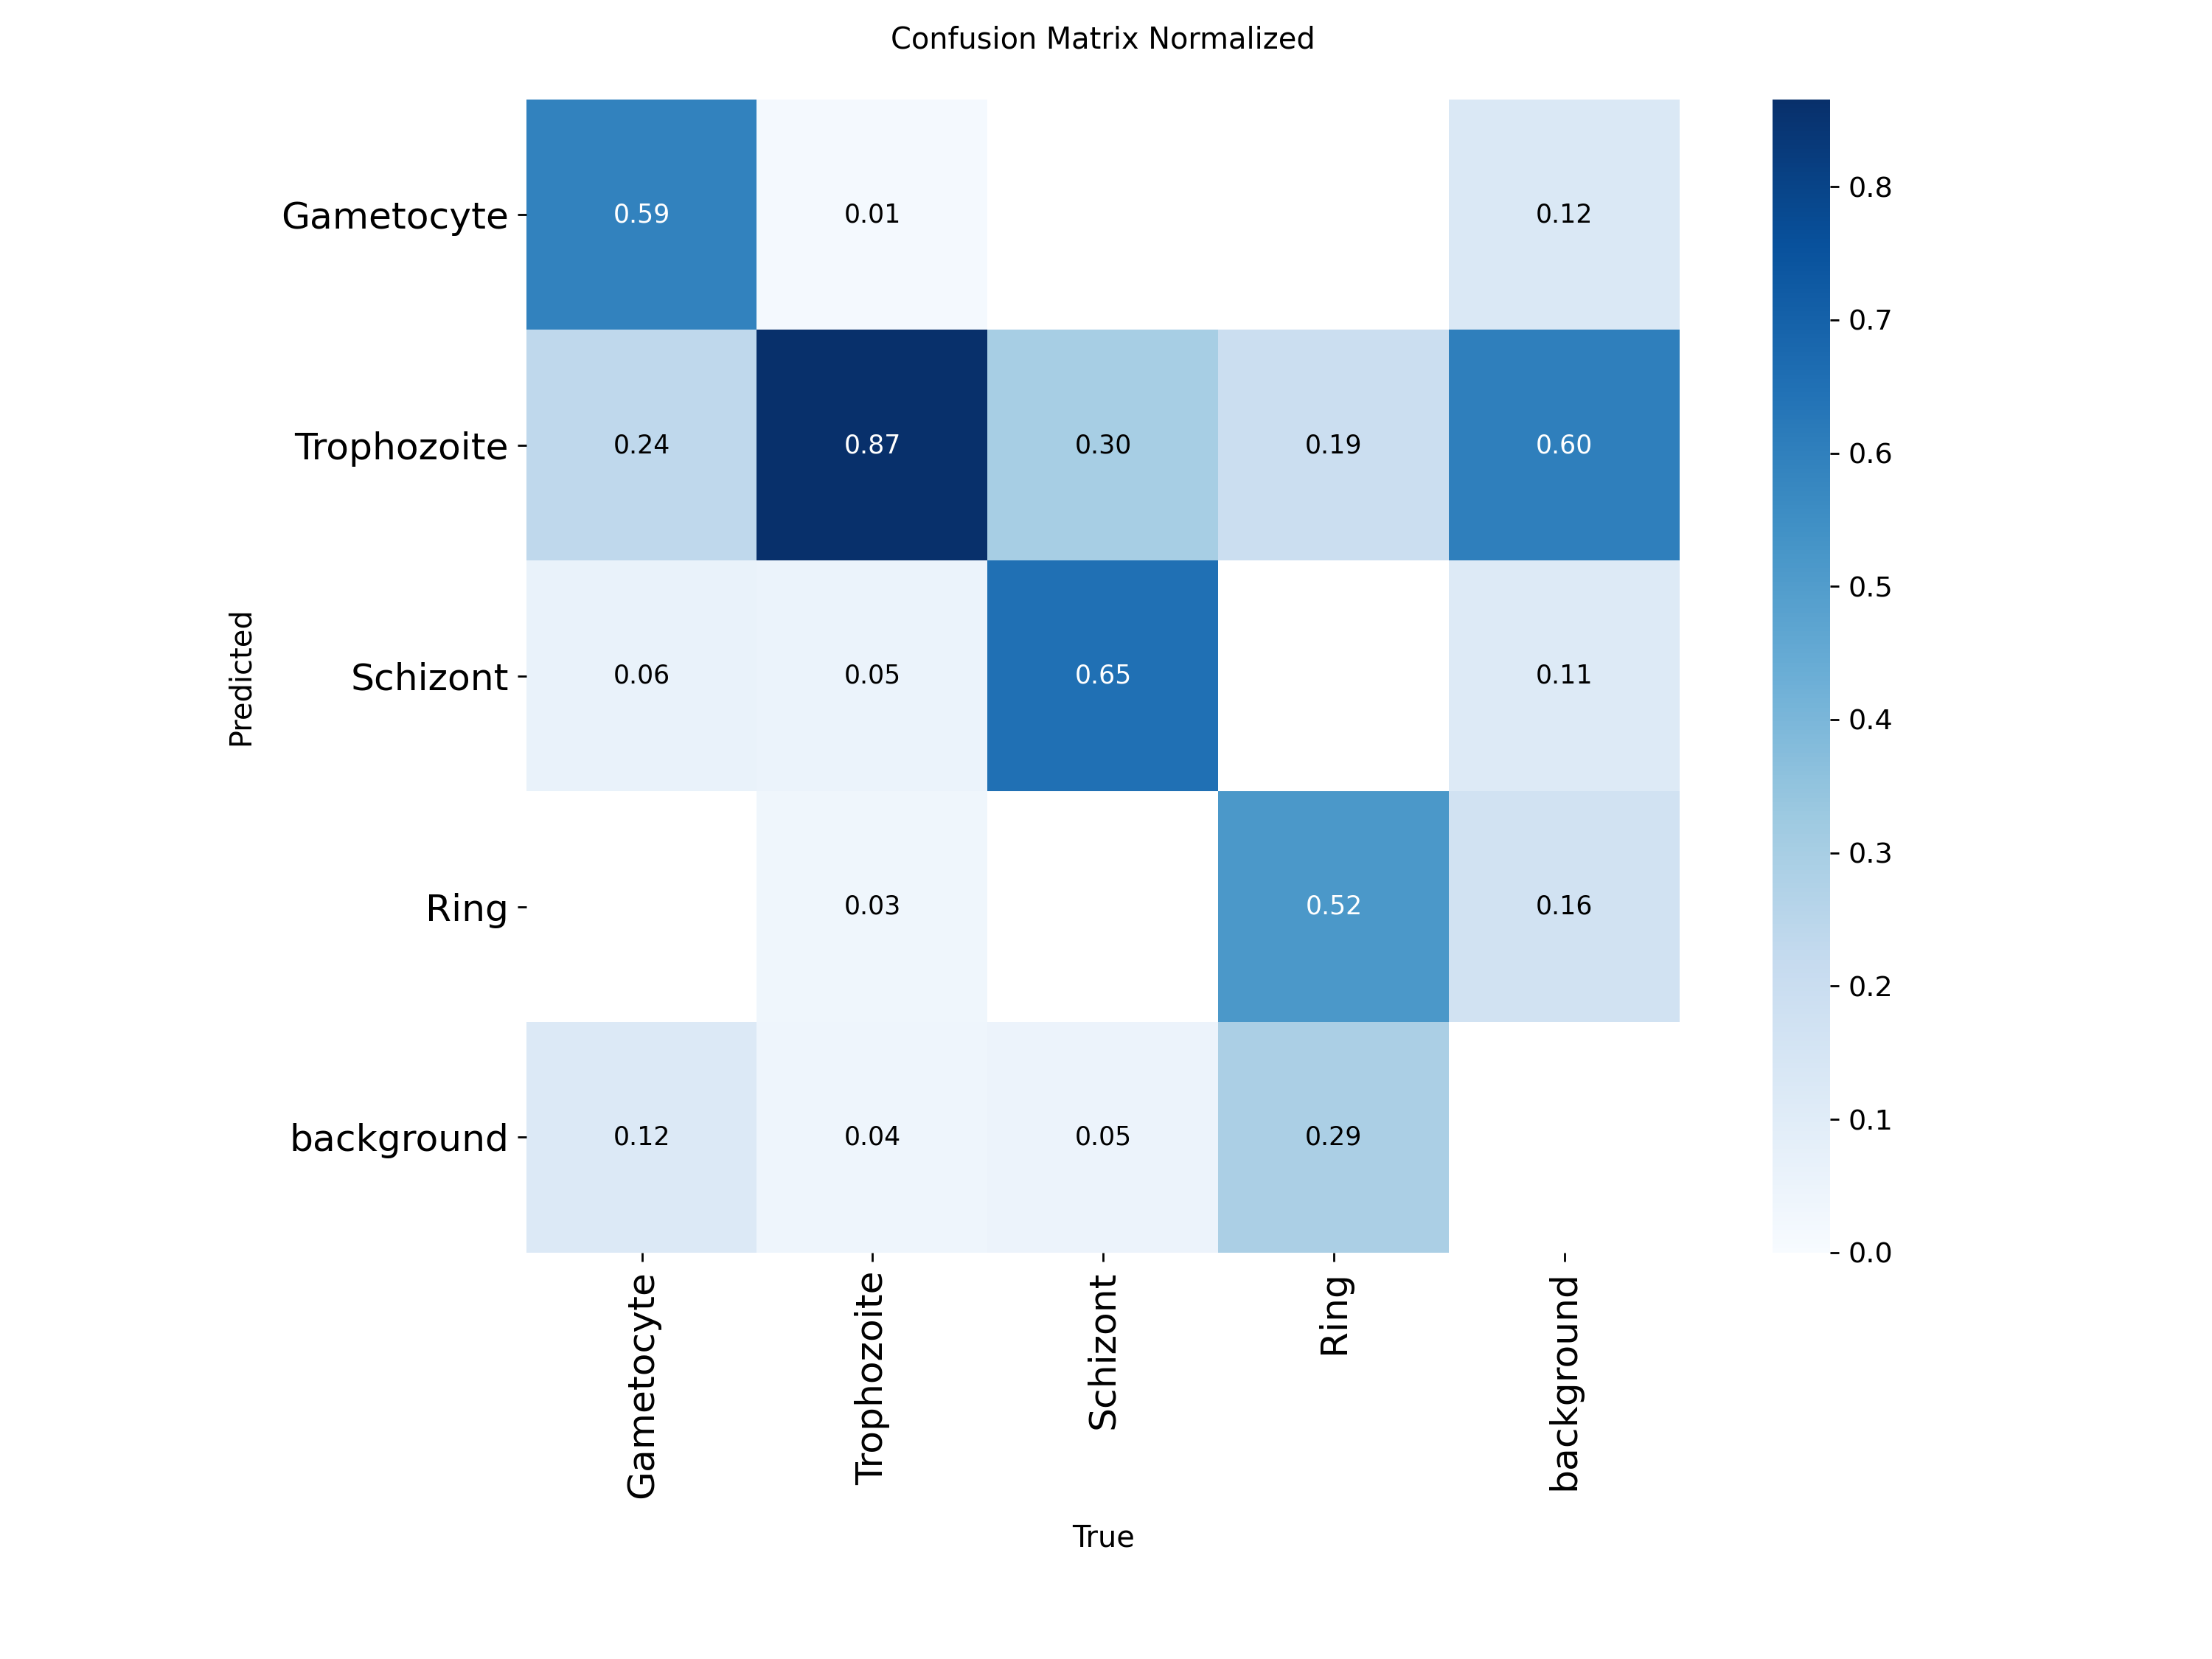 Confusion Matrix Normalized
Gametocyte
0.59
0.01
0.12
Trophozoite
0.24
0.87
0.30
0.19
0.60
Schizont
0.06
0.05
0.65
0.11
Ring
0.03
0.52
0.16
background
0.12
0.04
0.05
0.29
Predicted
Gametocyte
Trophozoite
Schizont
Ring
background
True
0.8
0.7
0.6
0.5
0.4
0.3
0.2
0.1
0.0